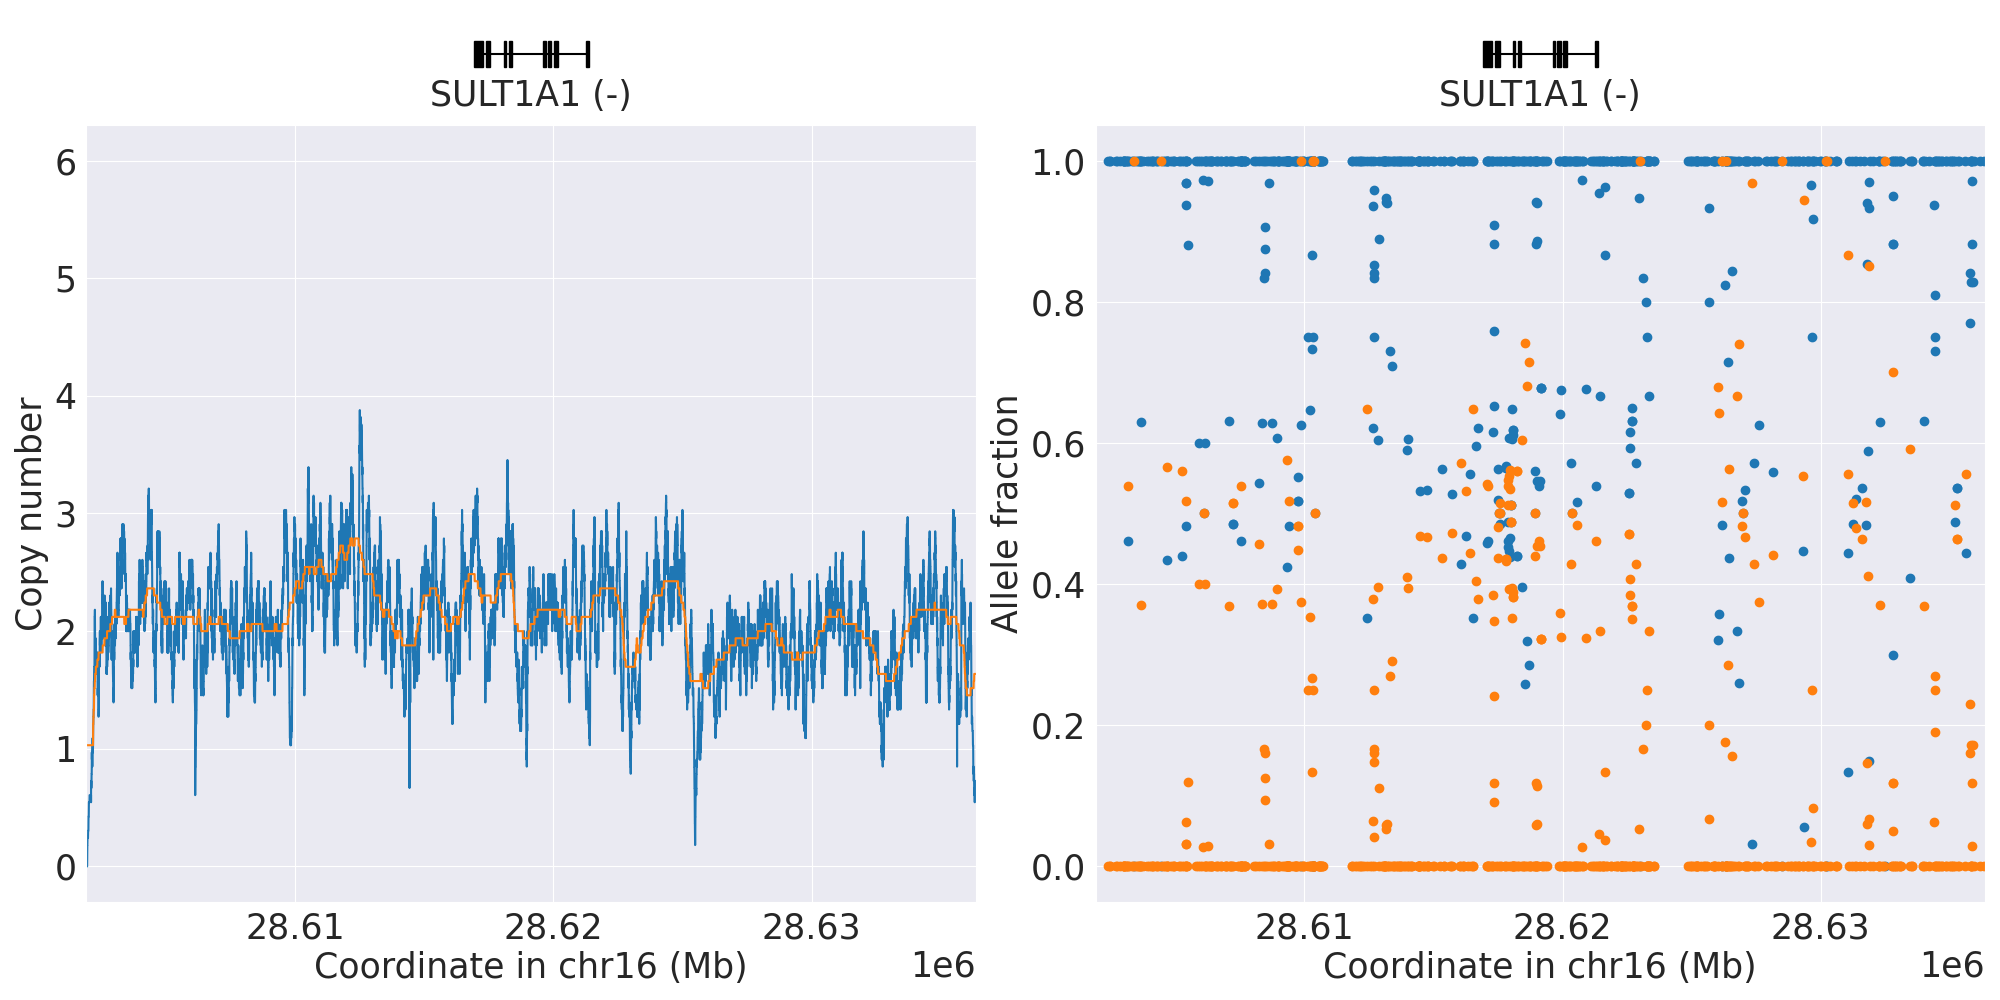 SULT1A1 (-)
6
5
4
3
2
1
0
Copy number
28.61
28.62
28.63
Coordinate in chr16 (Mb)
1e6
SULT1A1 (-)
1.0
0.8
0.6
0.4
0.2
0.0
Allele fraction
28.61
28.62
28.63
Coordinate in chr16 (Mb)
1e6